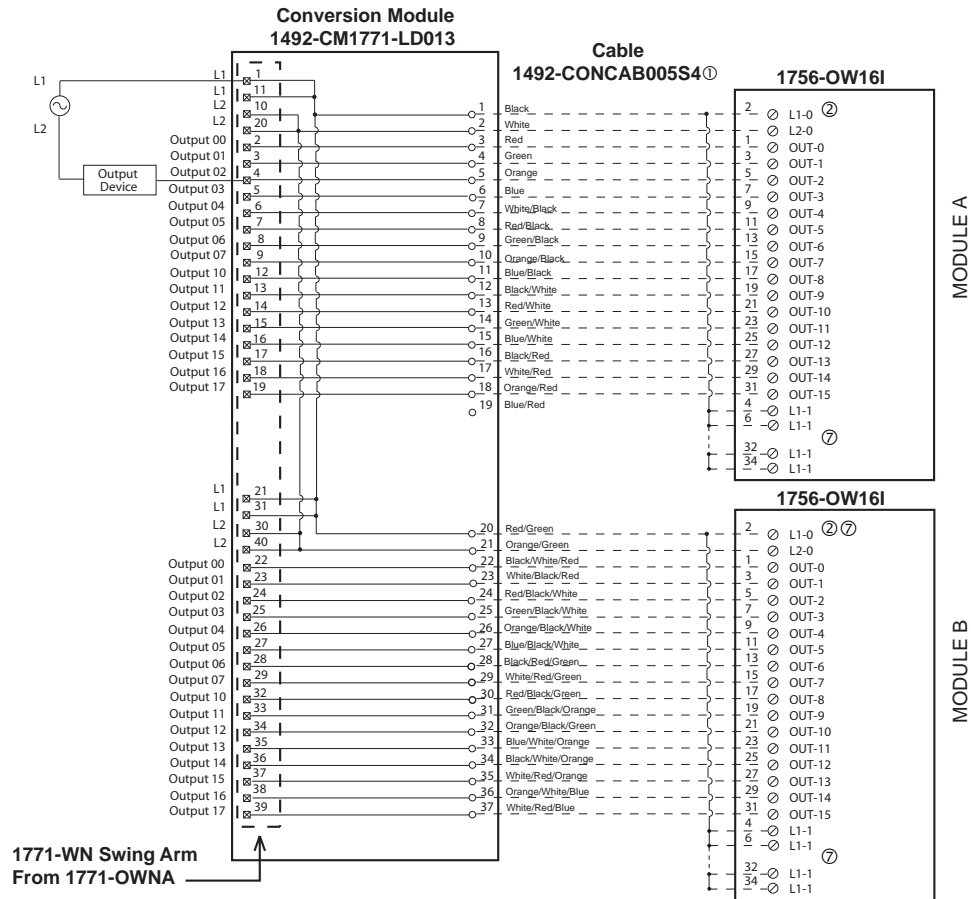 Conversion Module
1492-CM1771-LD013
Cable
1492-CONCAB005S4①
1756-OW16I
L1
L2
Output
Device
L1 1
L1 11
L2 10
L2 20
Output 00 2
Output 01 3
Output 02 4
Output 03 5
Output 04 6
Output 05 7
Output 06 8
Output 07 9
Output 10 12
Output 11 13
Output 12 14
Output 13 15
Output 14 16
Output 15 17
Output 16 18
Output 17 19
1 Black 2 L1-0 ②
2 White L2-0
3 Red 1 OUT-0
4 Green 3 OUT-1
5 Orange 5 OUT-2
6 Blue 7 OUT-3
7 White/Black 9 OUT-4
8 Red/Black 11 OUT-5
9 Green/Black 13 OUT-6
10 Orange/Black 15 OUT-7
11 Blue/Black 17 OUT-8
12 Black/White 19 OUT-9
13 Red/White 21 OUT-10
14 Green/White 23 OUT-11
15 Blue/White 25 OUT-12
16 Black/Red 27 OUT-13
17 White/Red 29 OUT-14
18 Orange/Red 31 OUT-15
19 Blue/Red
4 L1-1
6 L1-1
⑦
32 L1-1
34 L1-1
MODULE A
1756-OW16I
L1 21
L1 31
L2 30
L2 40
Output 00 22
Output 01 23
Output 02 24
Output 03 25
Output 04 26
Output 05 27
Output 06 28
Output 07 29
Output 10 32
Output 11 33
Output 12 34
Output 13 35
Output 14 36
Output 15 37
Output 16 38
Output 17 39
20 Red/Green 2 L1-0 ②⑦
21 Orange/Green L2-0
22 Black/White/Red 1 OUT-0
23 White/Black/Red 3 OUT-1
24 Red/Black/White 5 OUT-2
25 Green/Black/White 7 OUT-3
26 Orange/Black/White 9 OUT-4
27 Blue/Black/White 11 OUT-5
28 Black/Red/Green 13 OUT-6
29 White/Red/Green 15 OUT-7
30 Red/Black/Green 17 OUT-8
31 Green/Black/Orange 19 OUT-9
32 Orange/Black/Green 21 OUT-10
33 Blue/White/Orange 23 OUT-11
34 Black/White/Orange 25 OUT-12
35 White/Red/Orange 27 OUT-13
36 Orange/White/Blue 29 OUT-14
37 White/Red/Blue 31 OUT-15
4 L1-1
6 L1-1
⑦
32 L1-1
34 L1-1
MODULE B
1771-WN Swing Arm
From 1771-OWNA